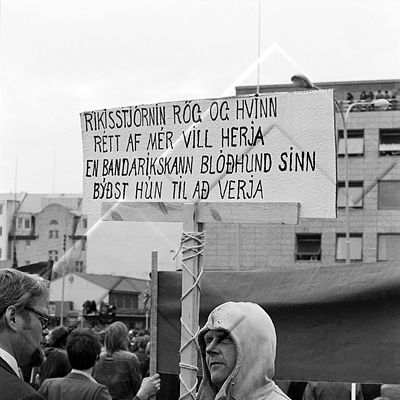 RÍKISSTJÓRNIN RÖG OG HVINN
RÉTT AF MÉR VILL HERJA
EN BANDARÍKSKANN BLÓÐHUND SINN
BÝÐST HÚN TIL AÐ VERJA